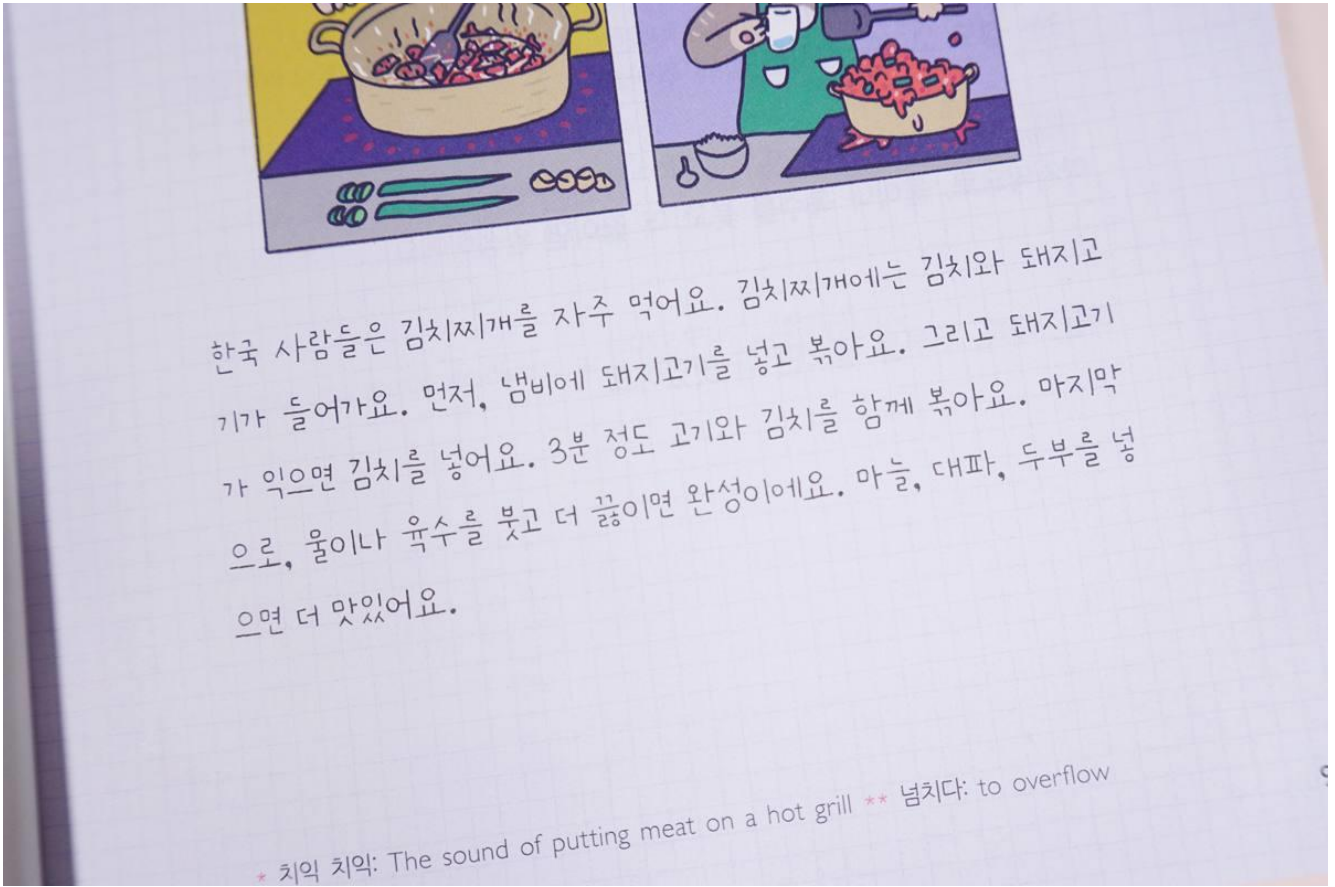 한국 사람들은 김치찌개를 자주 먹어요. 김치찌개에는 김치와 돼지고
기가 들어가요. 먼저, 냄비에 돼지고기를 넣고 볶아요. 그리고 돼지고기
가 익으면 김치를 넣어요. 3분 정도 고기와 김치를 함께 볶아요. 마지막
으로, 물이나 육수를 붓고 더 끓이면 완성이에요. 마늘, 대파, 두부를 넣
으면 더 맛있어요.
* 치익 치익: The sound of putting meat on a hot grill ** 넘치다: to overflow